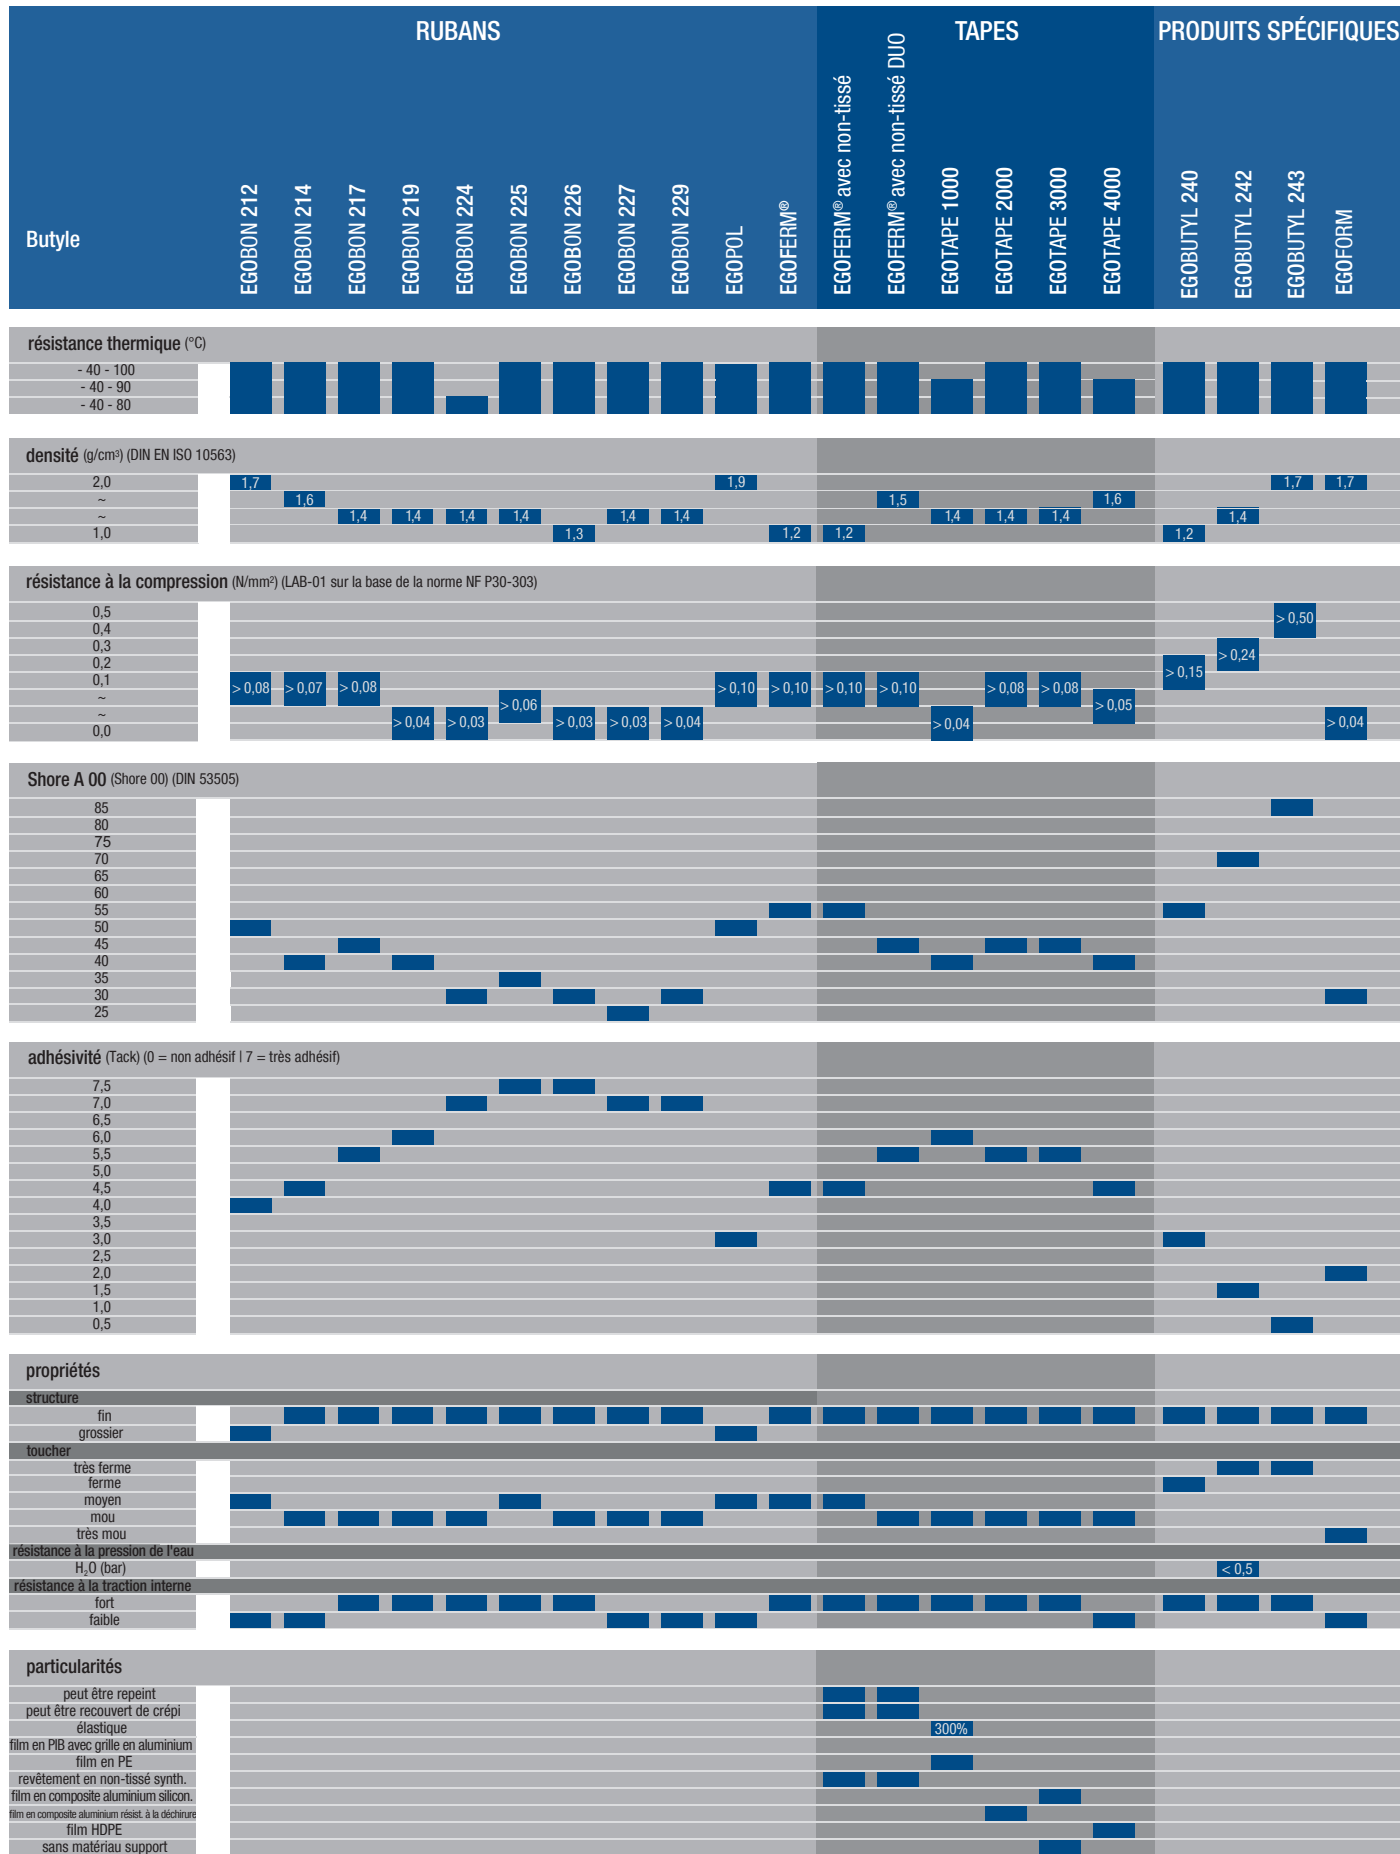 RUBANS
TAPES
PRODUITS SPÉCIFIQUES
Butyle
EGOBON 212
EGOBON 214
EGOBON 217
EGOBON 219
EGOBON 224
EGOBON 225
EGOBON 226
EGOBON 227
EGOBON 229
EGOPOL
EGOFERM®
EGOFERM® avec non-tissé
EGOFERM® avec non-tissé DUO
EGOTAPE 1000
EGOTAPE 2000
EGOTAPE 3000
EGOTAPE 4000
EGOBUTYL 240
EGOBUTYL 242
EGOBUTYL 243
EGOFORM
résistance thermique (°C)
- 40 - 100
- 40 - 90
- 40 - 80
densité (g/cm³) (DIN EN ISO 10563)
2,0 1,7 1,9 1,7 1,7
~ 1,6 1,5 1,6
~ 1,4 1,4 1,4 1,4 1,4 1,4 1,4 1,4 1,4 1,4
1,0 1,3 1,2 1,2 1,2
résistance à la compression (N/mm²) (LAB-01 sur la base de la norme NF P30-303)
0,5
> 0,50
0,4
0,3
> 0,24
0,2
> 0,15
0,1
> 0,08 > 0,07 > 0,08 > 0,10 > 0,10 > 0,10 > 0,10 > 0,08 > 0,08
~
> 0,06 > 0,05
~
> 0,04 > 0,03 > 0,03 > 0,03 > 0,04 > 0,04 > 0,04
0,0
Shore A 00 (Shore 00) (DIN 53505)
85
80
75
70
65
60
55
50
45
40
35
30
25
adhésivité (Tack) (0 = non adhésif | 7 = très adhésif)
7,5
7,0
6,5
6,0
5,5
5,0
4,5
4,0
3,5
3,0
2,5
2,0
1,5
1,0
0,5
propriétés
structure
fin
grossier
toucher
très ferme
ferme
moyen
mou
très mou
résistance à la pression de l'eau
H₂O (bar) < 0,5
résistance à la traction interne
fort
faible
particularités
peut être repeint
peut être recouvert de crépi
élastique 300%
film en PIB avec grille en aluminium
film en PE
revêtement en non-tissé synth.
film en composite aluminium silicon.
film en composite aluminium résist. à la déchirure
film HDPE
sans matériau support